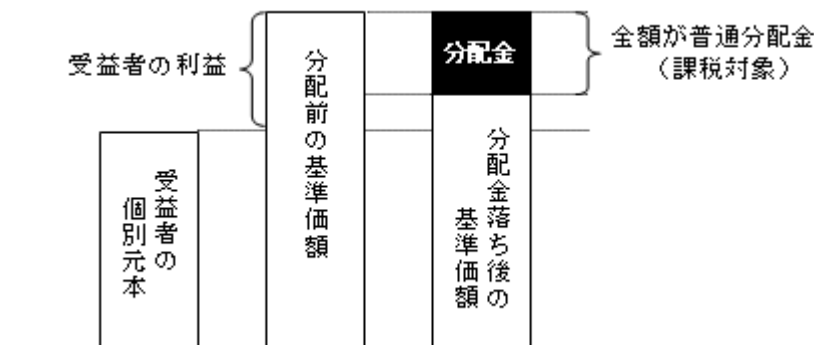 受益者の利益
分配前の基準価額
分配金
全額が普通分配金
（課税対象）
受益者の
個別元本
分配金落ち後の
基準価額